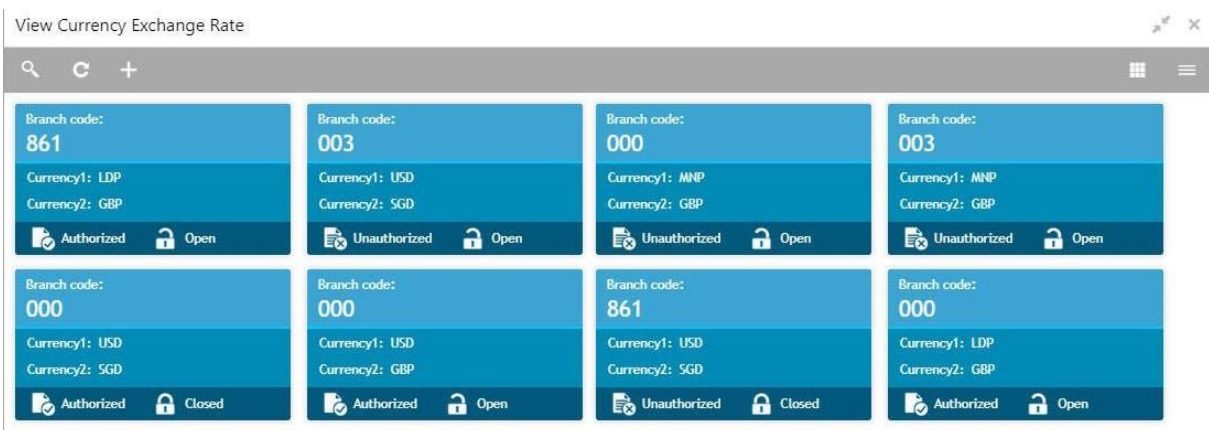 View Currency Exchange Rate
Branch code: Branch code: Branch code: Branch code:
861 003 000 003
Currency1: LDP Currency1: USD Currency1: MNP Currency1: MNP
Currency2: GBP Currency2: SGD Currency2: GBP Currency2: GBP
Authorized Open Unauthorized Open Unauthorized Open Unauthorized Open
Branch code: Branch code: Branch code: Branch code:
000 000 861 000
Currency1: USD Currency1: USD Currency1: USD Currency1: LDP
Currency2: SGD Currency2: GBP Currency2: SGD Currency2: GBP
Authorized Closed Authorized Open Unauthorized Closed Authorized Open